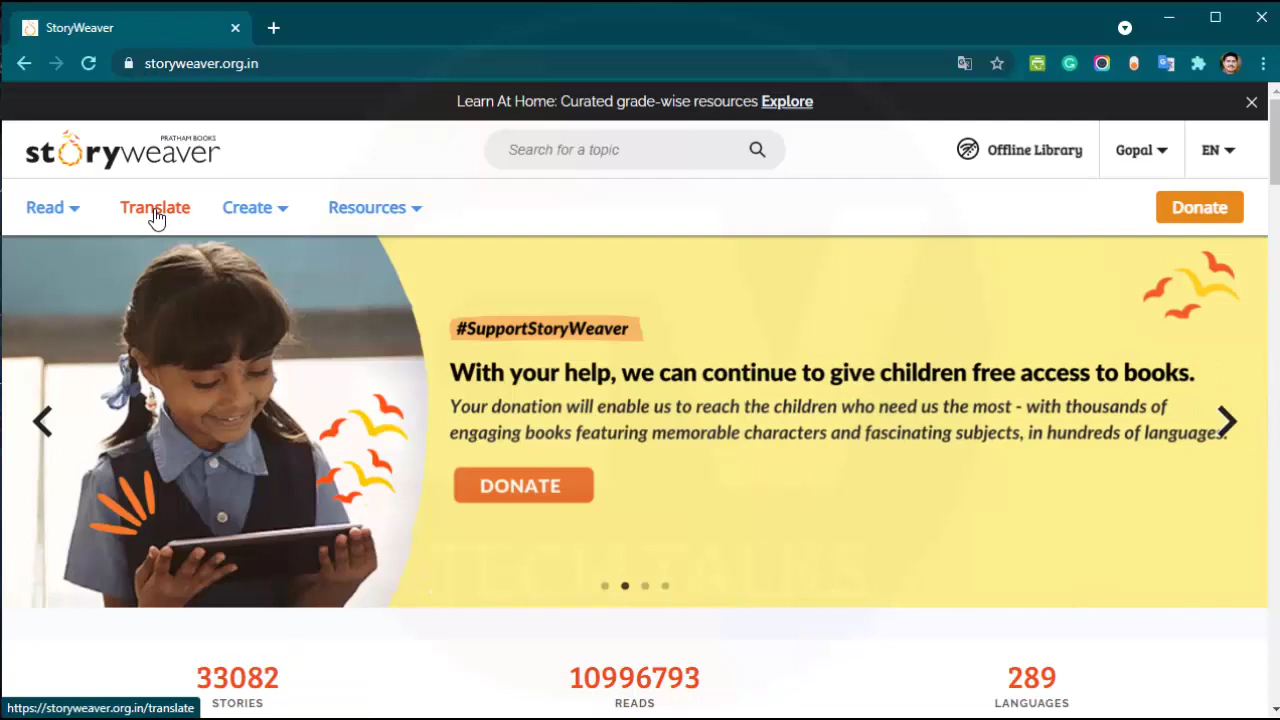 StoryWeaver
storyweaver.org.in
Learn At Home: Curated grade-wise resources Explore
PRATHAM BOOKS
storyweaver
Search for a topic
Offline Library
Gopal
EN
Read
Translate
Create
Resources
Donate
#SupportStoryWeaver
With your help, we can continue to give children free access to books.
Your donation will enable us to reach the children who need us the most - with thousands of
engaging books featuring memorable characters and fascinating subjects, in hundreds of languages.
DONATE
33082
10996793
289
STORIES
READS
LANGUAGES
https://storyweaver.org.in/translate